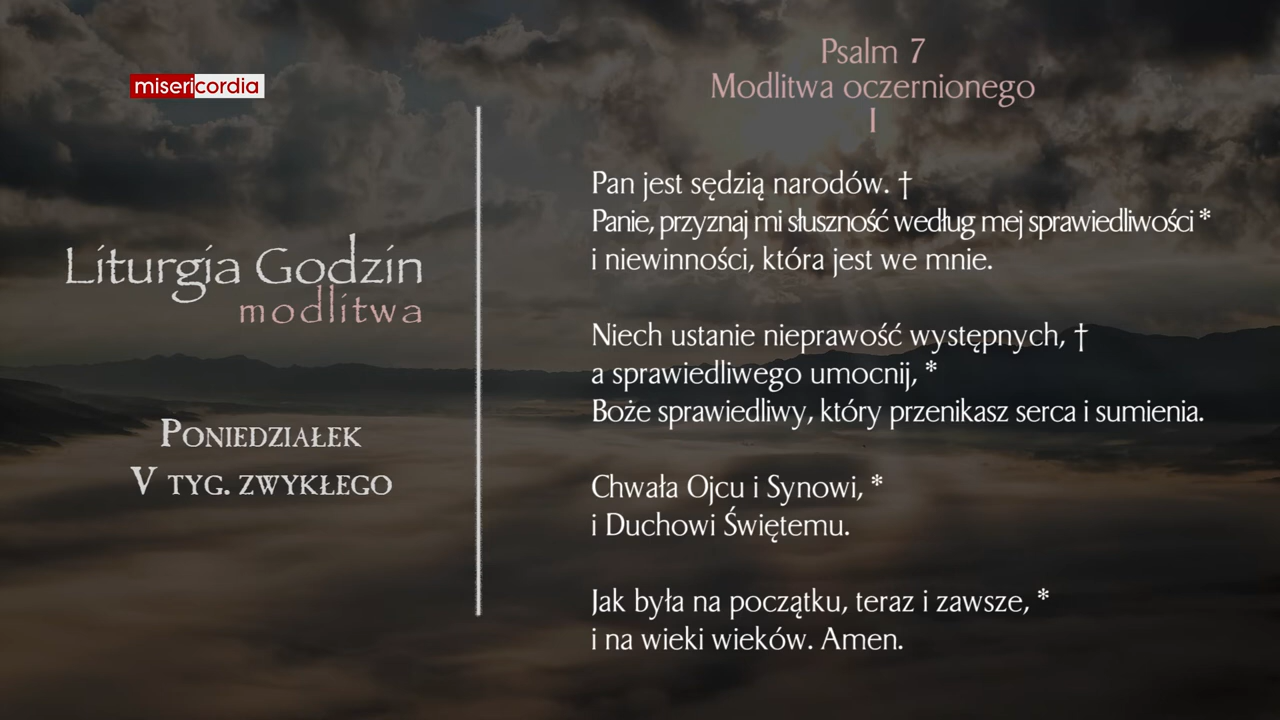 misericordia
Liturgia Godzin
modlitwa
Poniedziałek
V tyg. zwykłego
Psalm 7
Modlitwa oczernionego
I
Pan jest sędzią narodów. †
Panie, przyznaj mi słuszność według mej sprawiedliwości *
i niewinności, która jest we mnie.
Niech ustanie nieprawość występnych, †
a sprawiedliwego umocnij, *
Boże sprawiedliwy, który przenikasz serca i sumienia.
Chwała Ojcu i Synowi, *
i Duchowi Świętemu.
Jak była na początku, teraz i zawsze, *
i na wieki wieków. Amen.